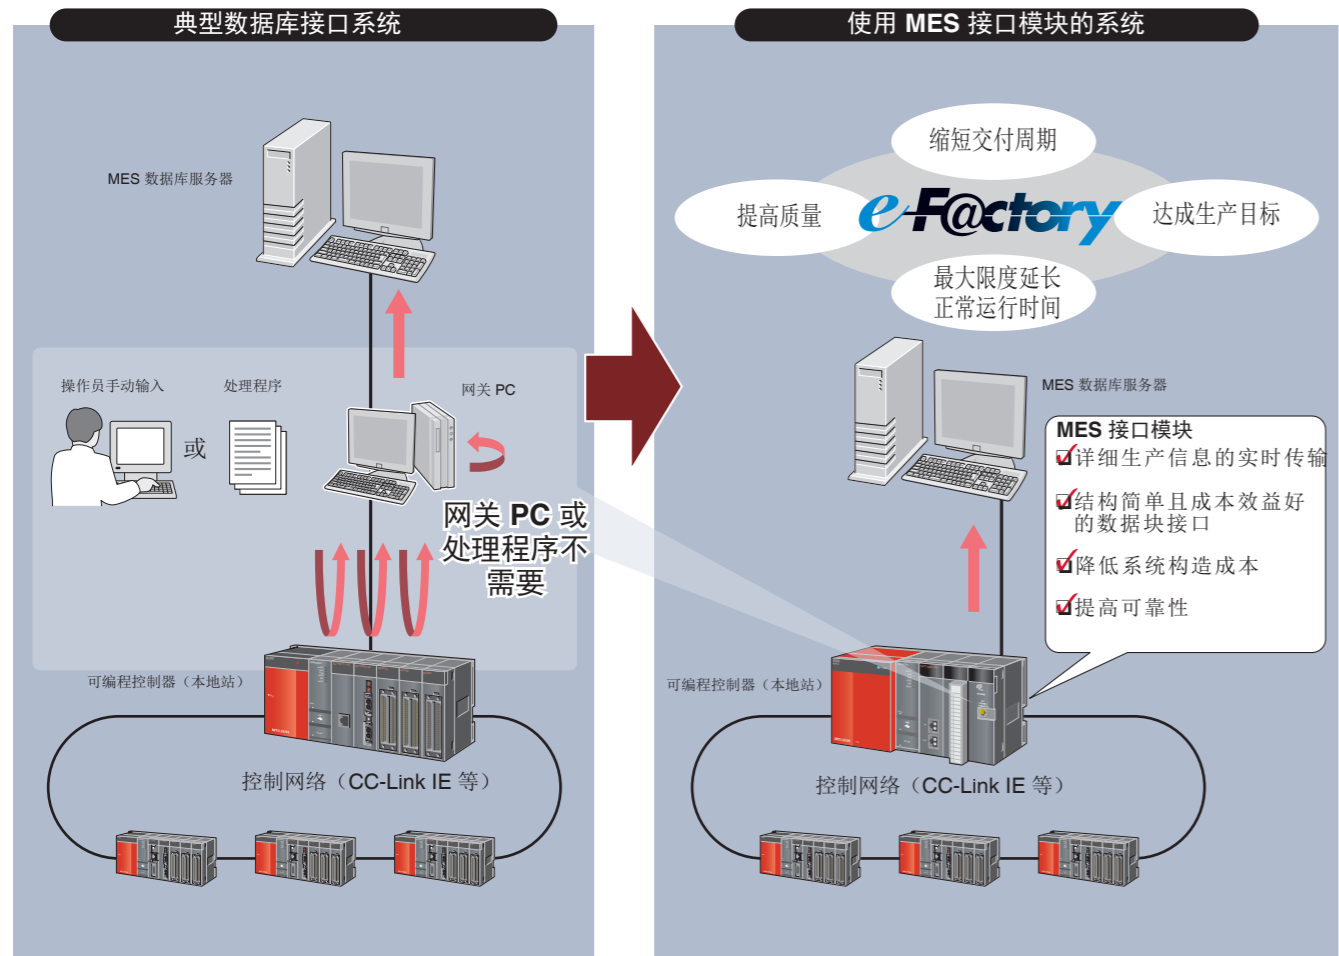 典型数据库接口系统
MES 数据库服务器
操作员手动输入
或
处理程序
网关 PC
网关 PC 或
处理程序不
需要
可编程控制器（本地站）
控制网络（CC-Link IE 等）
使用 MES 接口模块的系统
缩短交付周期
提高质量
e-F@ctory
达成生产目标
最大限度延长
正常运行时间
MES 数据库服务器
MES 接口模块
详细生产信息的实时传输
结构简单且成本效益好
的数据块接口
降低系统构造成本
提高可靠性
可编程控制器（本地站）
控制网络（CC-Link IE 等）